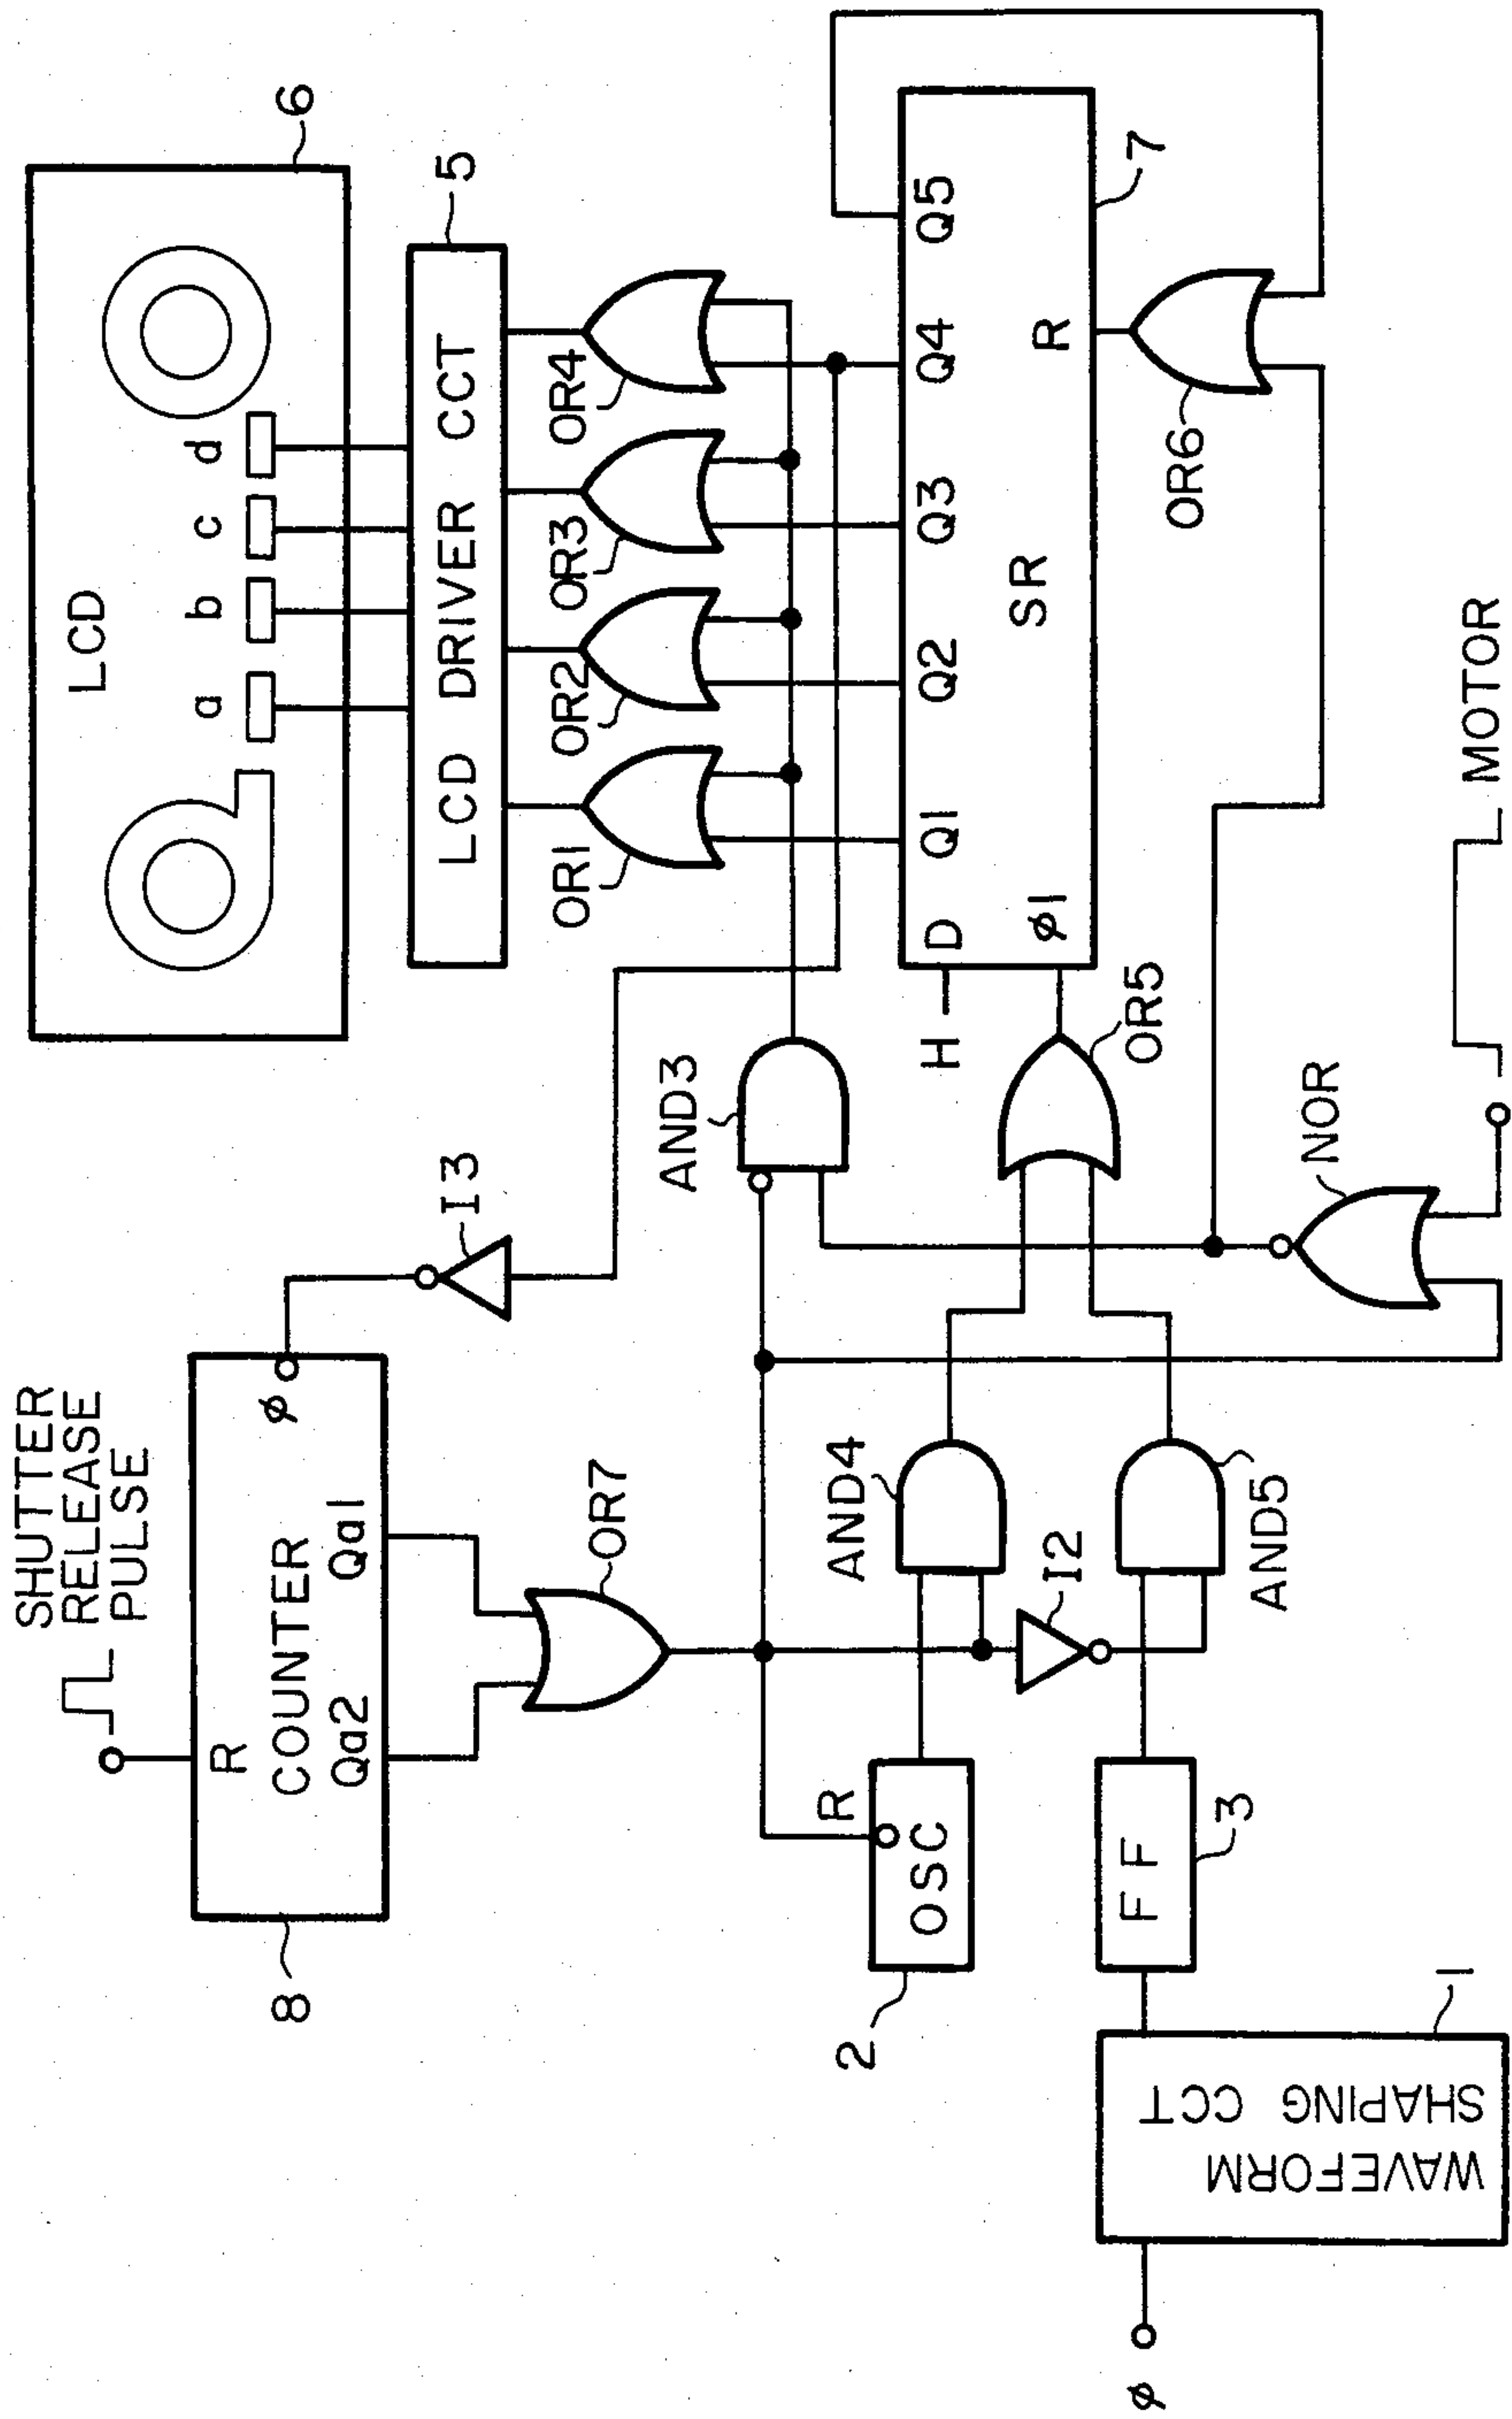 SHUTTER
RELEASE
PULSE
R
COUNTER
Qa2
Qa1
φ
8
I3
OR7
LCD
a
b
c
d
6
LCD DRIVER CCT
5
OR1
OR2
OR3
OR4
AND3
H
D
Q1
Q2
Q3
Q4
Q5
φ1
SR
R
7
OR5
OR6
R
OSC
2
AND4
I2
AND5
FF
3
WAVEFORM
SHAPING CCT
1
φ
NOR
MOTOR